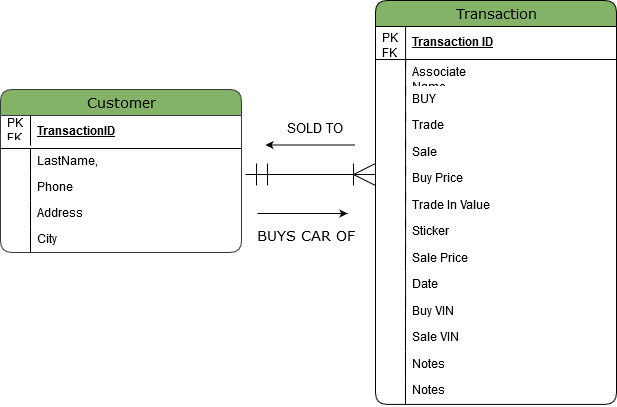 Transaction
PK
FK
Transaction ID
Associate
Name
BUY
Trade
Sale
Buy Price
Trade In Value
Sticker
Sale Price
Date
Buy VIN
Sale VIN
Notes
Notes
Customer
PK
FK
TransactionID
LastName,
Phone
Address
City
SOLD TO
BUYS CAR OF